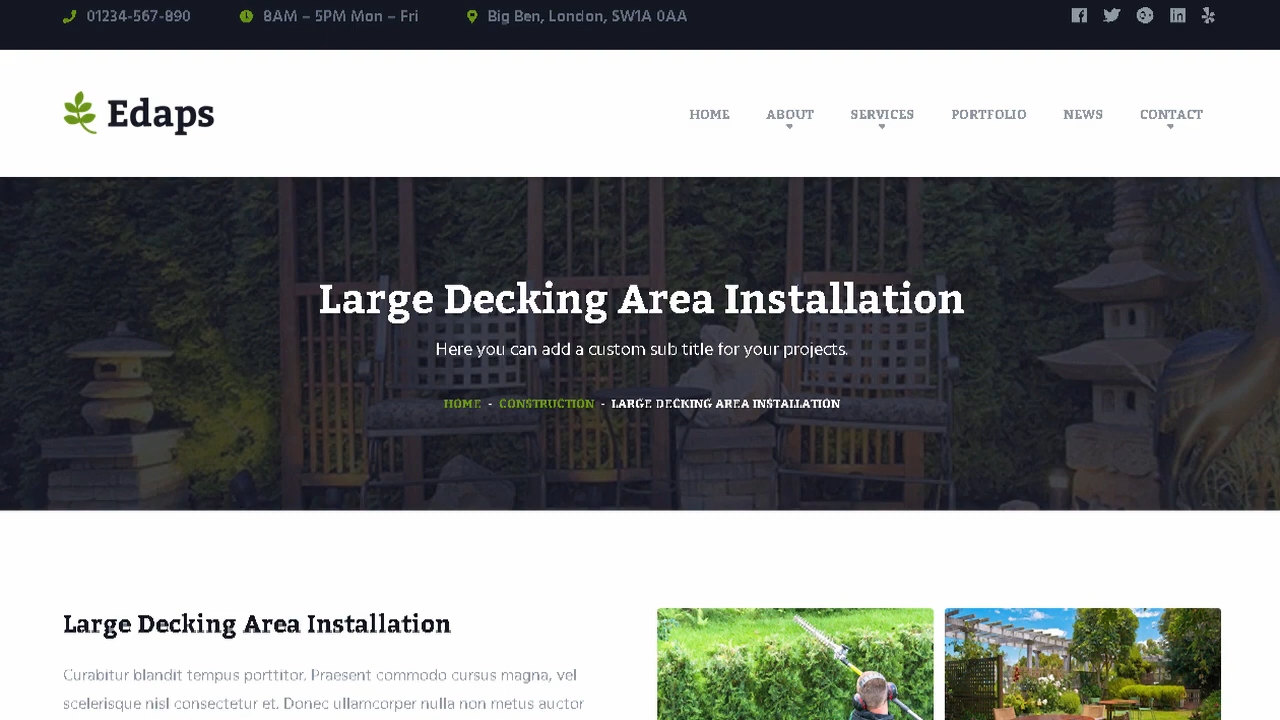 01234-567-890
8AM – 5PM Mon – Fri
Big Ben, London, SW1A 0AA
Edaps
HOME
ABOUT
SERVICES
PORTFOLIO
NEWS
CONTACT
Large Decking Area Installation
Here you can add a custom sub title for your projects.
HOME - CONSTRUCTION - LARGE DECKING AREA INSTALLATION
Large Decking Area Installation
Curabitur blandit tempus porttitor. Praesent commodo cursus magna, vel
scelerisque nisl consectetur et. Donec ullamcorper nulla non metus auctor